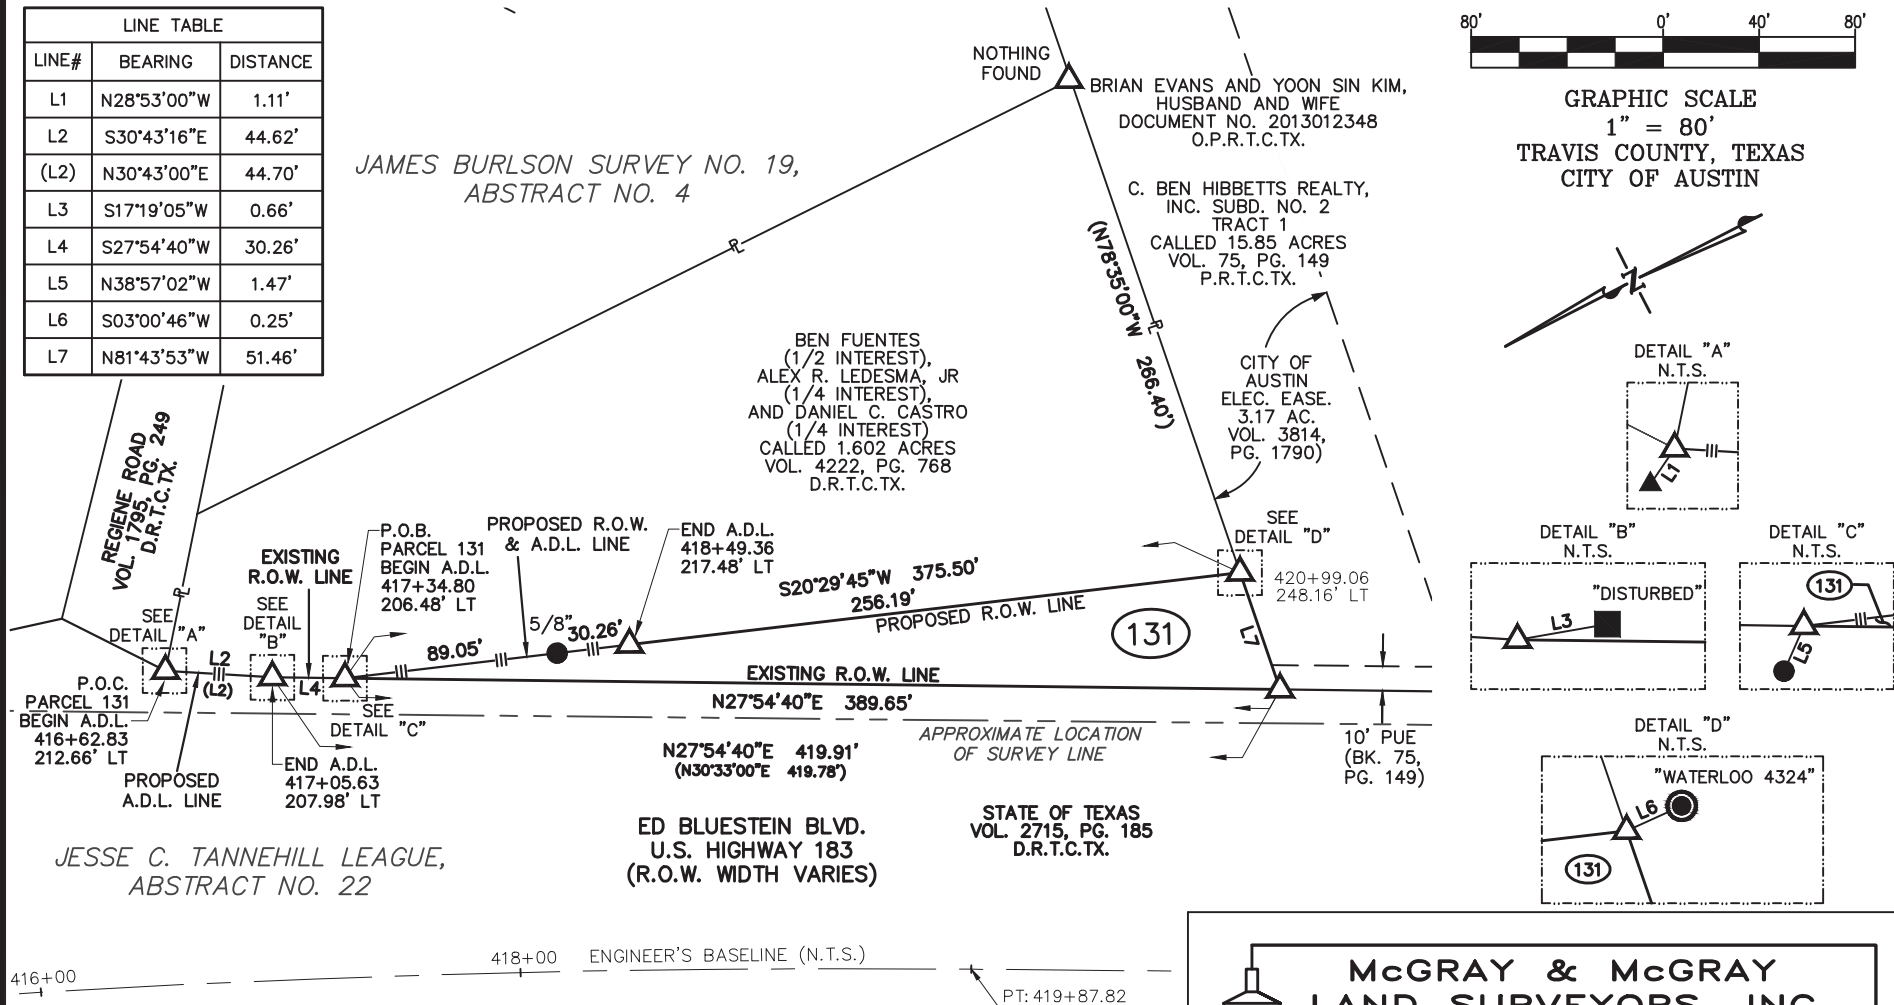 LINE TABLE
LINE# BEARING DISTANCE
L1 N28°53'00"W 1.11'
L2 S30°43'16"E 44.62'
(L2) N30°43'00"E 44.70'
L3 S17°19'05"W 0.66'
L4 S27°54'40"W 30.26'
L5 N38°57'02"W 1.47'
L6 S03°00'46"W 0.25'
L7 N81°43'53"W 51.46'
JAMES BURLSON SURVEY NO. 19,
ABSTRACT NO. 4
NOTHING
FOUND
BRIAN EVANS AND YOON SIN KIM,
HUSBAND AND WIFE
DOCUMENT NO. 2013012348
O.P.R.T.C.TX.
C. BEN HIBBETTS REALTY,
INC. SUBD. NO. 2
TRACT 1
CALLED 15.85 ACRES
VOL. 75, PG. 149
P.R.T.C.TX.
80' 0' 40' 80'
GRAPHIC SCALE
1" = 80'
TRAVIS COUNTY, TEXAS
CITY OF AUSTIN
N
PL
(N78°35'00"W 266.40')
PL
CITY OF
AUSTIN
ELEC. EASE.
3.17 AC.
VOL. 3814,
PG. 1790)
BEN FUENTES
(1/2 INTEREST),
ALEX R. LEDESMA, JR
(1/4 INTEREST),
AND DANIEL C. CASTRO
(1/4 INTEREST)
CALLED 1.602 ACRES
VOL. 4222, PG. 768
D.R.T.C.TX.
REGIENE ROAD
VOL. 1795, PG. 249
D.R.T.C.TX.
PL
EXISTING
R.O.W. LINE
P.O.B.
PARCEL 131
BEGIN A.D.L.
417+34.80
206.48' LT
PROPOSED R.O.W.
& A.D.L. LINE
END A.D.L.
418+49.36
217.48' LT
SEE
DETAIL "D"
420+99.06
248.16' LT
SEE
DETAIL "A"
SEE
DETAIL
"B"
L2
(L2)
L4
89.05'
5/8"
30.26'
S20°29'45"W 375.50'
256.19'
PROPOSED R.O.W. LINE
131
L7
EXISTING R.O.W. LINE
N27°54'40"E 389.65'
P.O.C.
PARCEL 131
BEGIN A.D.L.
416+62.83
212.66' LT
SEE
DETAIL "C"
PROPOSED
A.D.L. LINE
END A.D.L.
417+05.63
207.98' LT
N27°54'40"E 419.91'
(N30°33'00"E 419.78')
APPROXIMATE LOCATION
OF SURVEY LINE
10' PUE
(BK. 75,
PG. 149)
ED BLUESTEIN BLVD.
U.S. HIGHWAY 183
(R.O.W. WIDTH VARIES)
STATE OF TEXAS
VOL. 2715, PG. 185
D.R.T.C.TX.
JESSE C. TANNEHILL LEAGUE,
ABSTRACT NO. 22
416+00
418+00
ENGINEER'S BASELINE (N.T.S.)
PT: 419+87.82
DETAIL "A"
N.T.S.
L1
DETAIL "B"
N.T.S.
"DISTURBED"
L3
DETAIL "C"
N.T.S.
131
L5
DETAIL "D"
N.T.S.
"WATERLOO 4324"
L6
131
McGRAY & McGRAY
LAND SURVEYORS, INC